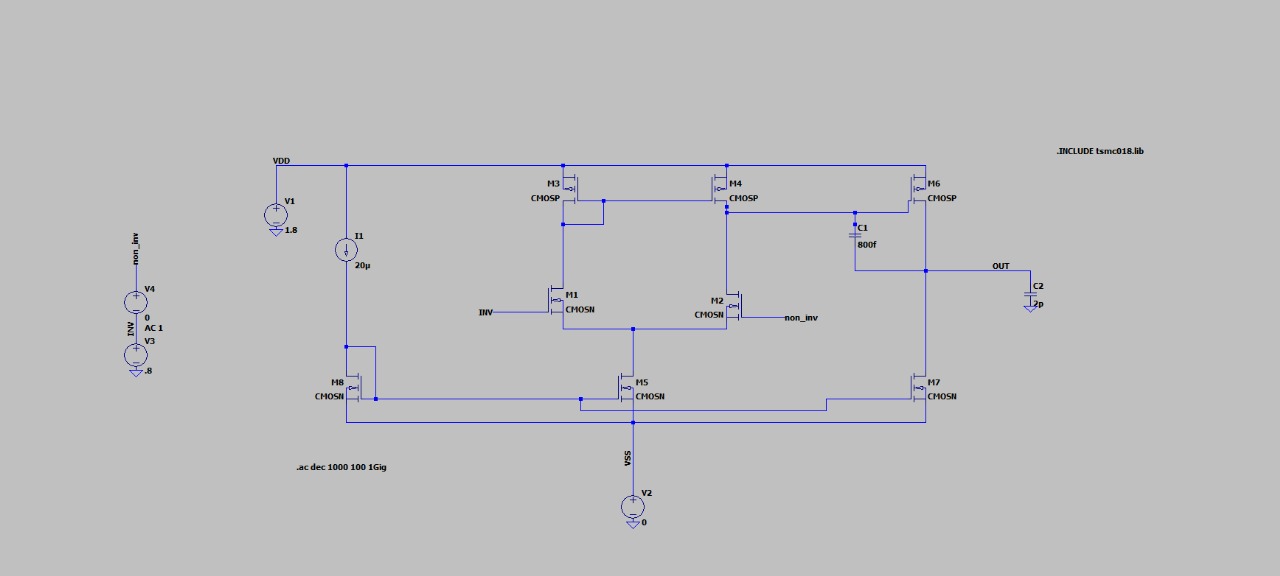 .INCLUDE tsmc018.lib
VDD
M3
CMOSP
M4
CMOSP
M6
CMOSP
V1
1.8
I1
20µ
C1
800f
non_inv
V4
0
AC 1
INV
V3
.8
OUT
C2
2p
M1
CMOSN
INV
M2
CMOSN
non_inv
M8
CMOSN
M5
CMOSN
M7
CMOSN
.ac dec 1000 100 1Gig
VSS
V2
0